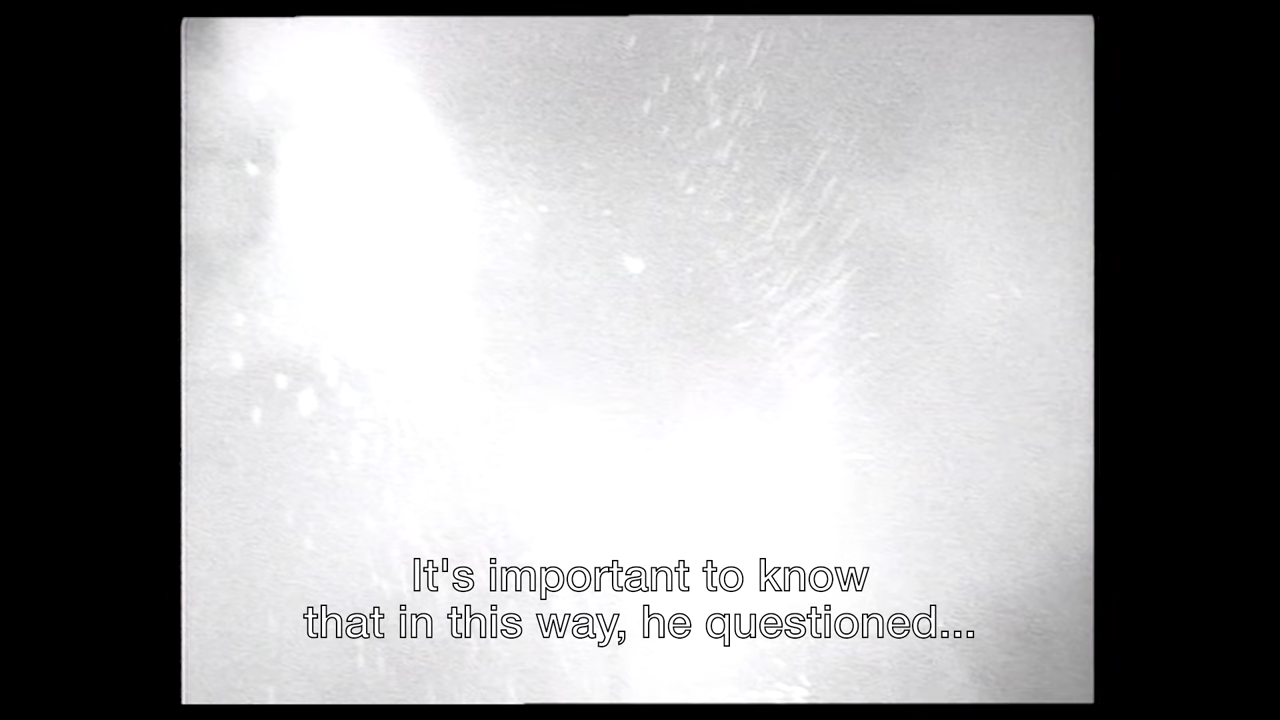 It's important to know
that in this way, he questioned...